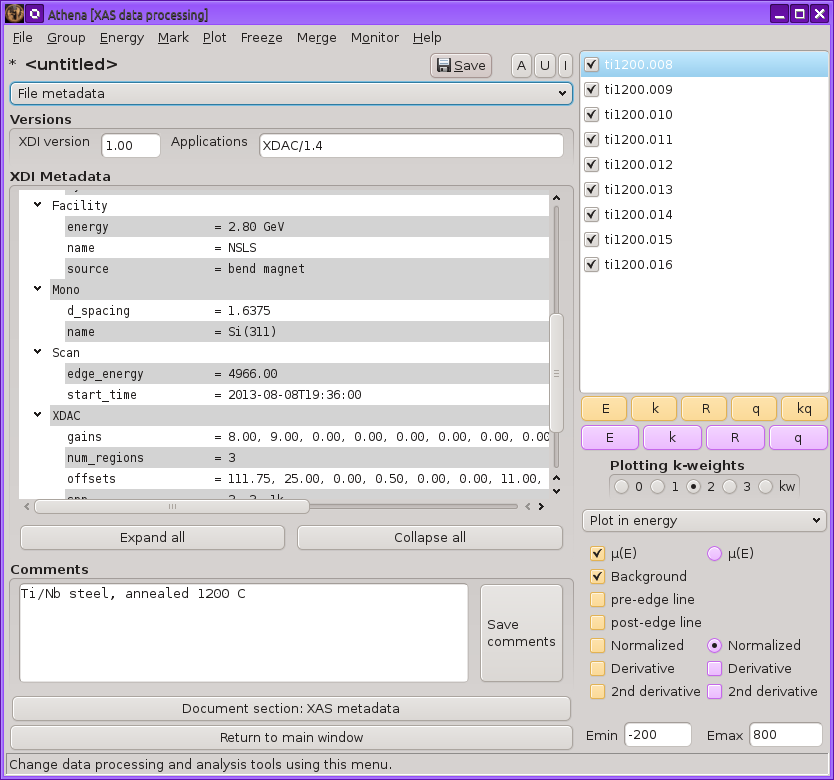 Athena [XAS data processing]
File Group Energy Mark Plot Freeze Merge Monitor Help
* <untitled>
Save
A U I
File metadata
Versions
XDI version 1.00 Applications XDAC/1.4
XDI Metadata
Facility
energy = 2.80 GeV
name = NSLS
source = bend magnet
Mono
d_spacing = 1.6375
name = Si(311)
Scan
edge_energy = 4966.00
start_time = 2013-08-08T19:36:00
XDAC
gains = 8.00, 9.00, 0.00, 0.00, 0.00, 0.00, 0.00, 0.00
num_regions = 3
offsets = 111.75, 25.00, 0.00, 0.50, 0.00, 0.00, 11.00,
Expand all
Collapse all
Comments
Ti/Nb steel, annealed 1200 C
Save
comments
Document section: XAS metadata
Return to main window
ti1200.008
ti1200.009
ti1200.010
ti1200.011
ti1200.012
ti1200.013
ti1200.014
ti1200.015
ti1200.016
E k R q kq
E k R q
Plotting k-weights
0 1 2 3 kw
Plot in energy
μ(E) μ(E)
Background
pre-edge line
post-edge line
Normalized Normalized
Derivative Derivative
2nd derivative 2nd derivative
Emin -200 Emax 800
Change data processing and analysis tools using this menu.